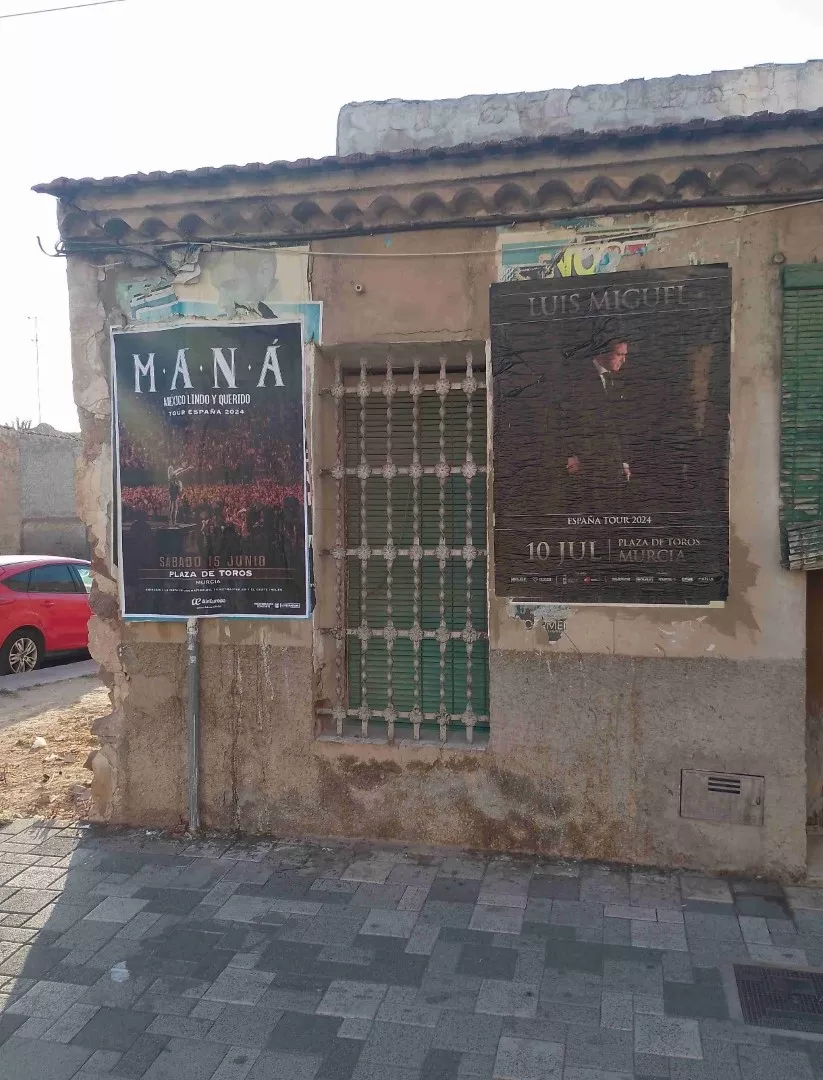 M·A·N·Á
MÉXICO LINDO Y QUERIDO
TOUR ESPAÑA 2024
SÁBADO 15 JUNIO
PLAZA DE TOROS
MURCIA
AirEuropa
LUIS MIGUEL
ESPAÑA TOUR 2024
10 JUL
PLAZA DE TOROS
MURCIA